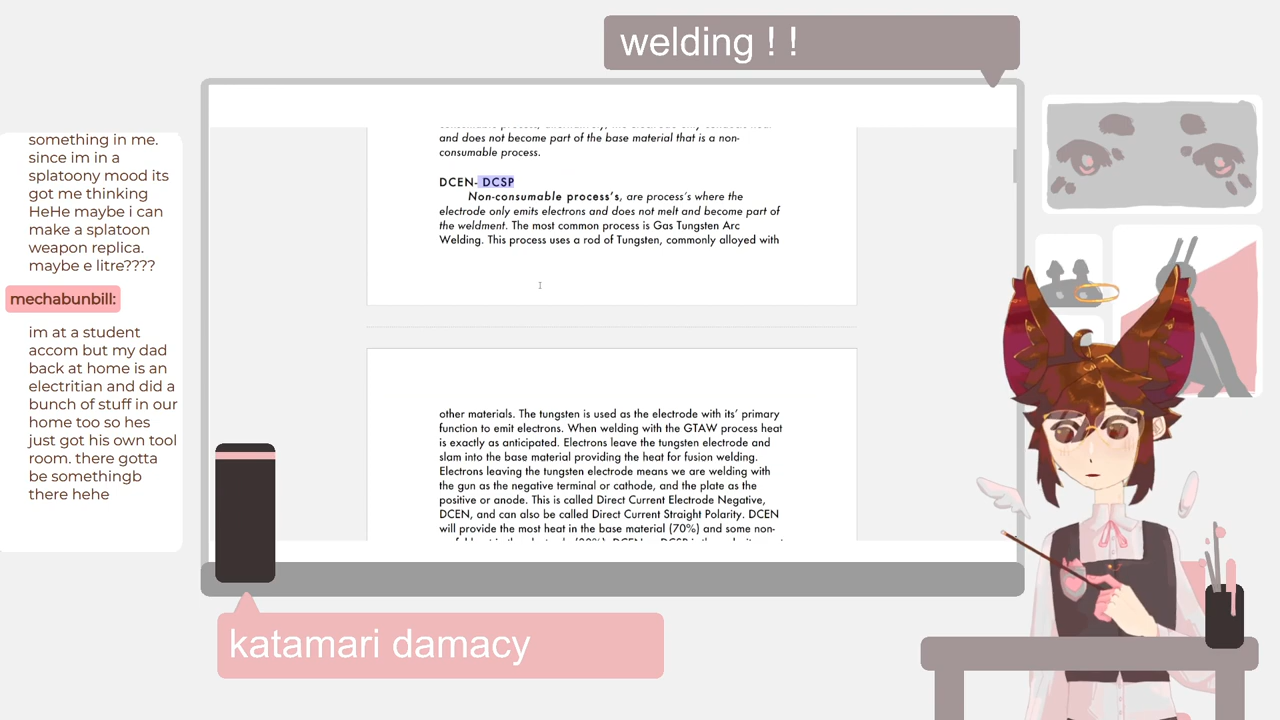 welding ! !
something in me.
since im in a
splatoony mood its
got me thinking
HeHe maybe i can
make a splatoon
weapon replica.
maybe e litre????
mechabunbill:
im at a student
accom but my dad
back at home is an
electritian and did a
bunch of stuff in our
home too so hes
just got his own tool
room. there gotta
be somethingb
there hehe
and does not become part of the base material that is a non-
consumable process.
DCEN- DCSP
Non-consumable process's, are process's where the
electrode only emits electrons and does not melt and become part of
the weldment. The most common process is Gas Tungsten Arc
Welding. This process uses a rod of Tungsten, commonly alloyed with
other materials. The tungsten is used as the electrode with its' primary
function to emit electrons. When welding with the GTAW process heat
is exactly as anticipated. Electrons leave the tungsten electrode and
slam into the base material providing the heat for fusion welding.
Electrons leaving the tungsten electrode means we are welding with
the gun as the negative terminal or cathode, and the plate as the
positive or anode. This is called Direct Current Electrode Negative,
DCEN, and can also be called Direct Current Straight Polarity. DCEN
will provide the most heat in the base material (70%) and some non-
katamari damacy